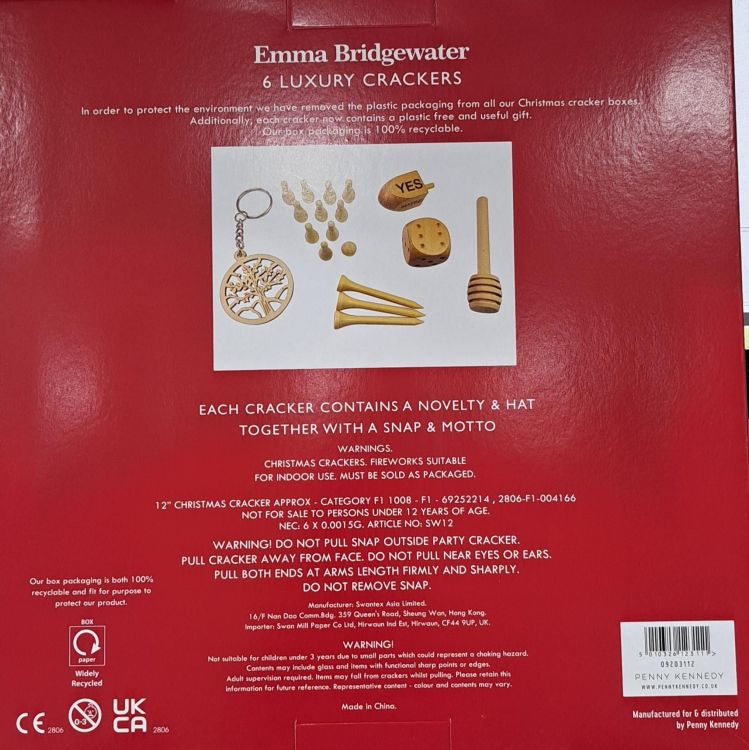 Emma Bridgewater
6 LUXURY CRACKERS
In order to protect the environment we have removed the plastic packaging from all our Christmas cracker boxes.
Additionally, each cracker now contains a plastic free and useful gift.
Our box packaging is 100% recyclable.
YES
EACH CRACKER CONTAINS A NOVELTY & HAT
TOGETHER WITH A SNAP & MOTTO
WARNINGS.
CHRISTMAS CRACKERS. FIREWORKS SUITABLE
FOR INDOOR USE. MUST BE SOLD AS PACKAGED.
12" CHRISTMAS CRACKER APPROX - CATEGORY F1 1008 - F1 - 69252214 , 2806-F1-004166
NOT FOR SALE TO PERSONS UNDER 12 YEARS OF AGE.
NEC: 6 X 0.0015G. ARTICLE NO: SW12
WARNING! DO NOT PULL SNAP OUTSIDE PARTY CRACKER.
PULL CRACKER AWAY FROM FACE. DO NOT PULL NEAR EYES OR EARS.
PULL BOTH ENDS AT ARMS LENGTH FIRMLY AND SHARPLY.
DO NOT REMOVE SNAP.
Manufacturer: Swantex Asia Limited.
16/F Nan Dao Comm.Bdg. 359 Queen's Road, Sheung Wan, Hong Kong.
Importer: Swan Mill Paper Co Ltd, Hirwaun Ind Est, Hirwaun, CF44 9UP, UK.
WARNING!
Not suitable for children under 3 years due to small parts which could represent a choking hazard.
Contents may include glass and items with functional sharp points or edges.
Adult supervision required. Items may fall from crackers whilst pulling. Please retain this
information for future reference. Representative content - colour and contents may vary.
Made in China.
Our box packaging is both 100%
recyclable and fit for purpose to
protect our product.
BOX
paper
Widely
Recycled
CE 2806
0-3
UK
CA 2806
5 010326 123117 >
09203112
PENNY KENNEDY
WWW.PENNYKENNEDY.CO.UK
Manufactured for & distributed
by Penny Kennedy